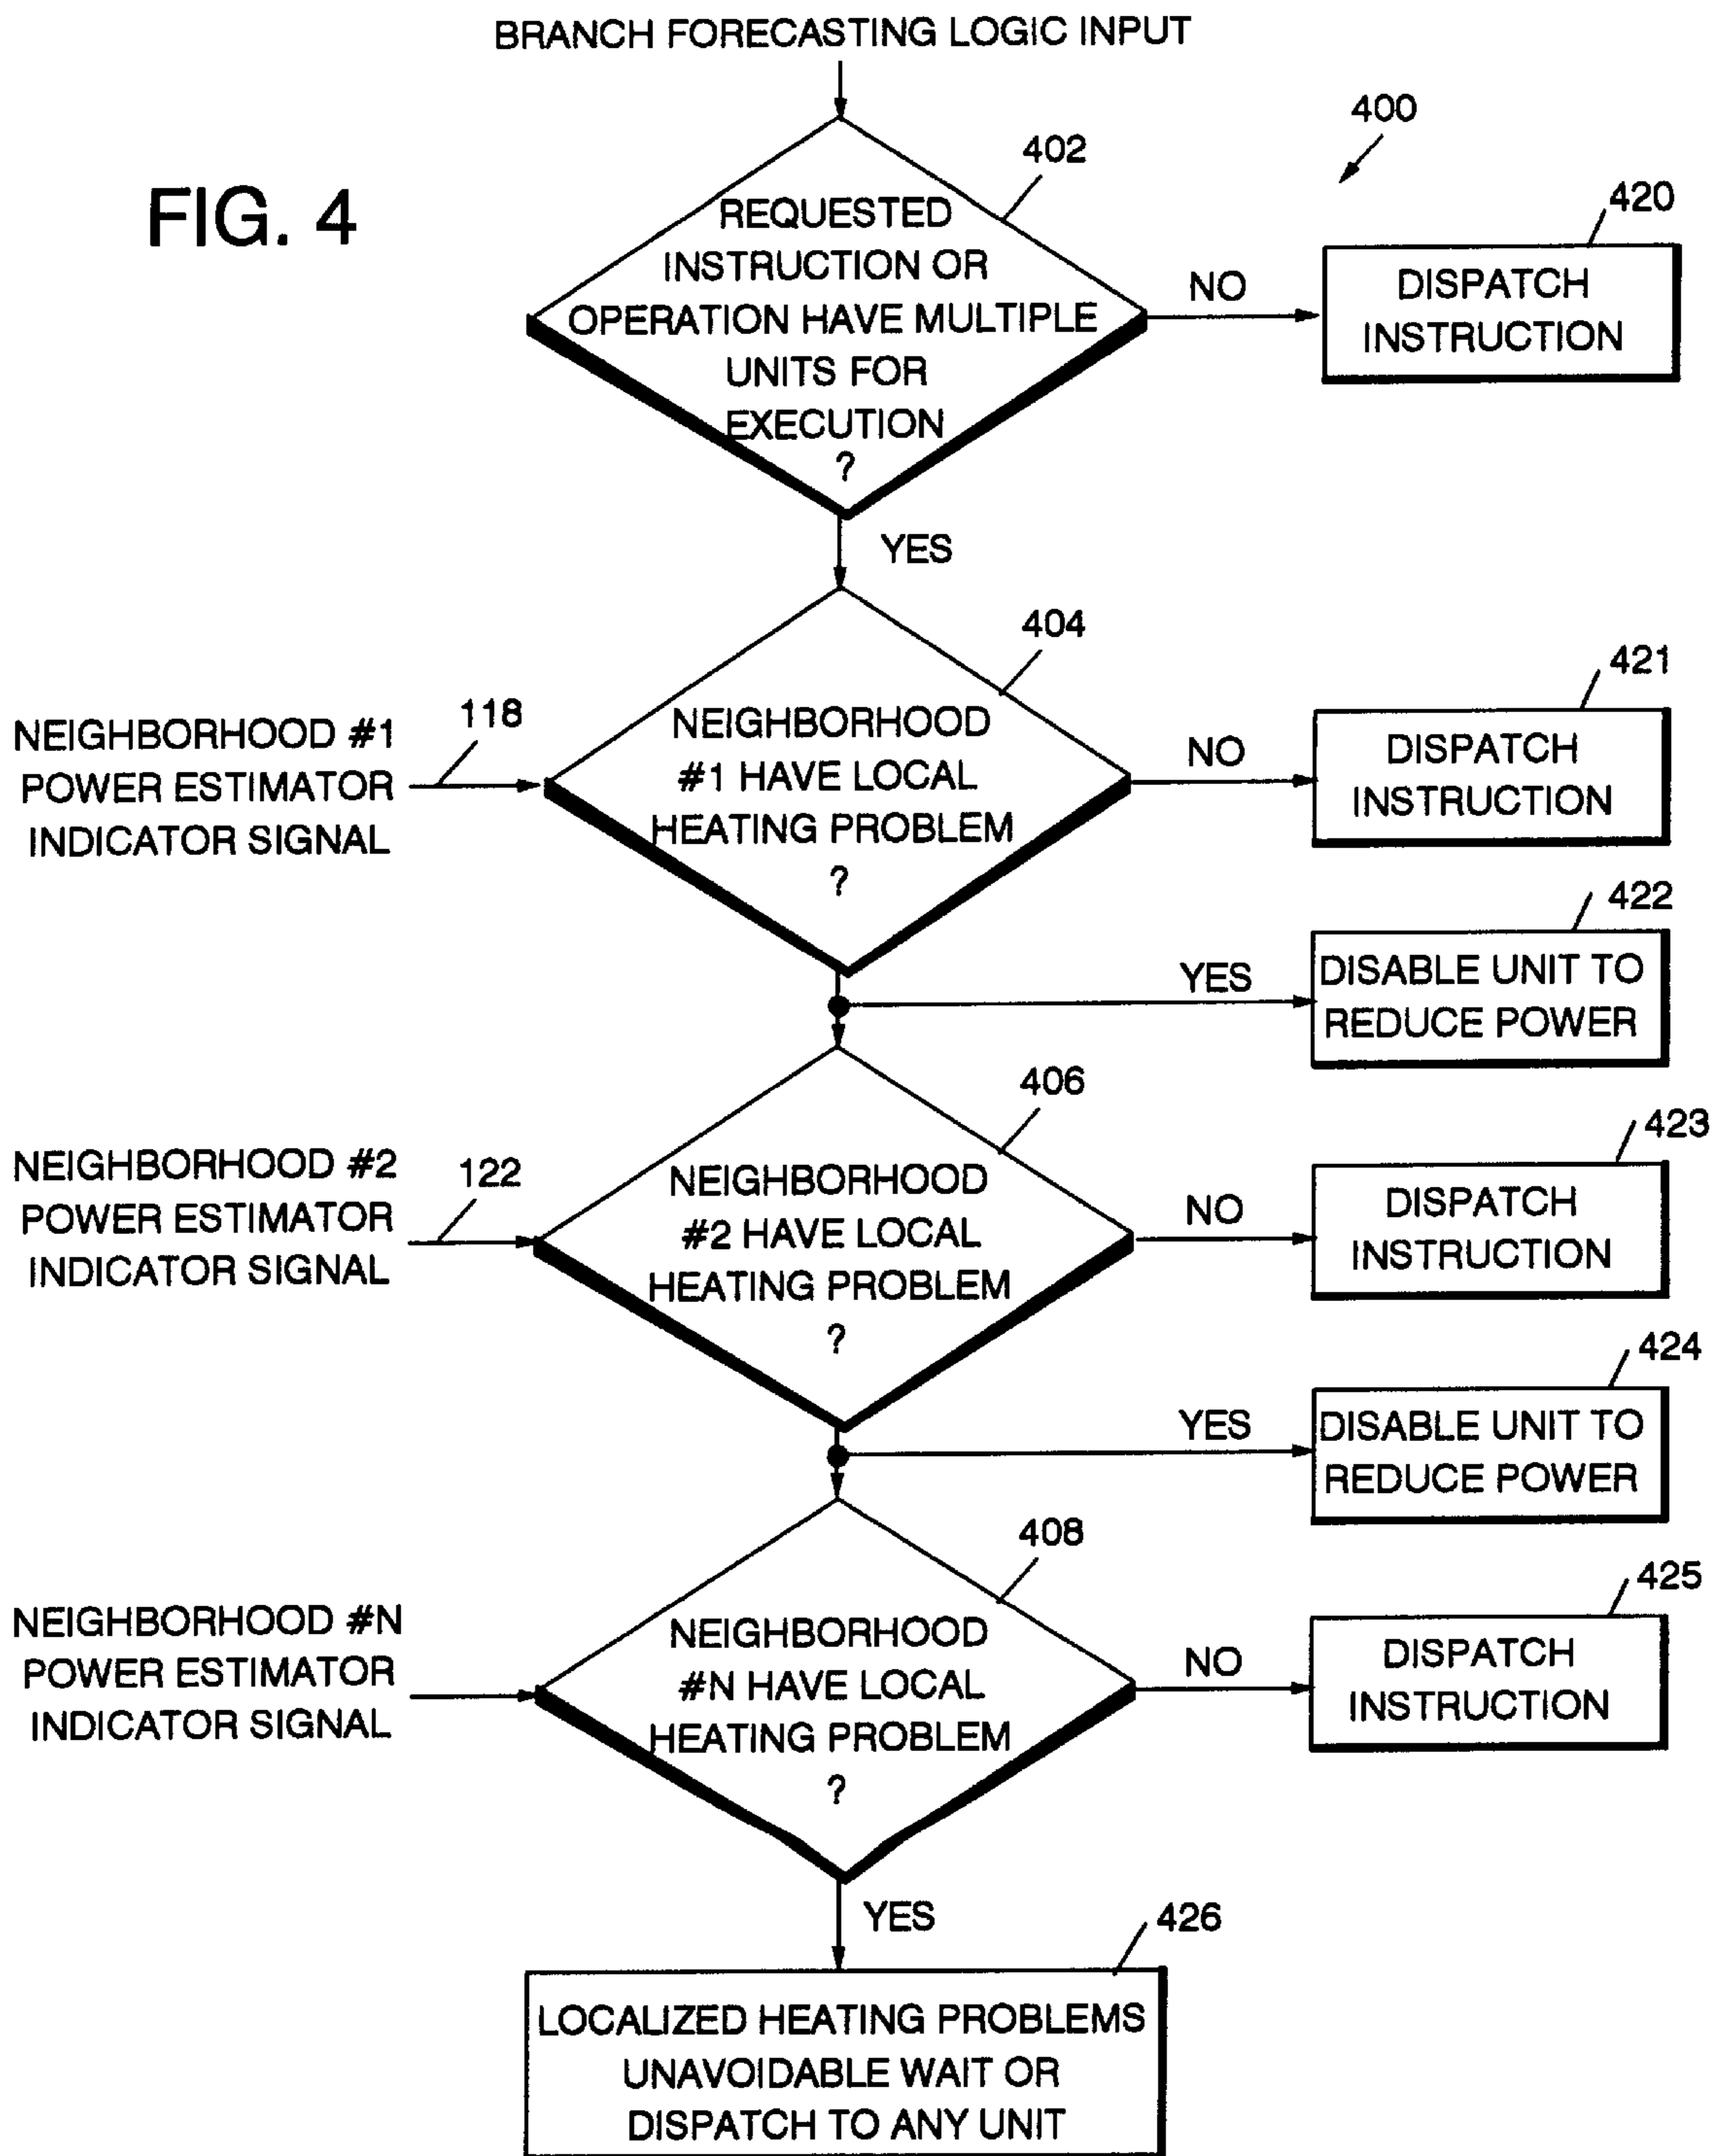 BRANCH FORECASTING LOGIC INPUT
400
FIG. 4
402
REQUESTED
INSTRUCTION OR
OPERATION HAVE MULTIPLE
UNITS FOR
EXECUTION
?
NO
420
DISPATCH
INSTRUCTION
YES
404
NEIGHBORHOOD #1
POWER ESTIMATOR
INDICATOR SIGNAL
118
NEIGHBORHOOD
#1 HAVE LOCAL
HEATING PROBLEM
?
NO
421
DISPATCH
INSTRUCTION
YES
422
DISABLE UNIT TO
REDUCE POWER
406
NEIGHBORHOOD #2
POWER ESTIMATOR
INDICATOR SIGNAL
122
NEIGHBORHOOD
#2 HAVE LOCAL
HEATING PROBLEM
?
NO
423
DISPATCH
INSTRUCTION
YES
424
DISABLE UNIT TO
REDUCE POWER
408
NEIGHBORHOOD #N
POWER ESTIMATOR
INDICATOR SIGNAL
NEIGHBORHOOD
#N HAVE LOCAL
HEATING PROBLEM
?
NO
425
DISPATCH
INSTRUCTION
YES
426
LOCALIZED HEATING PROBLEMS
UNAVOIDABLE WAIT OR
DISPATCH TO ANY UNIT